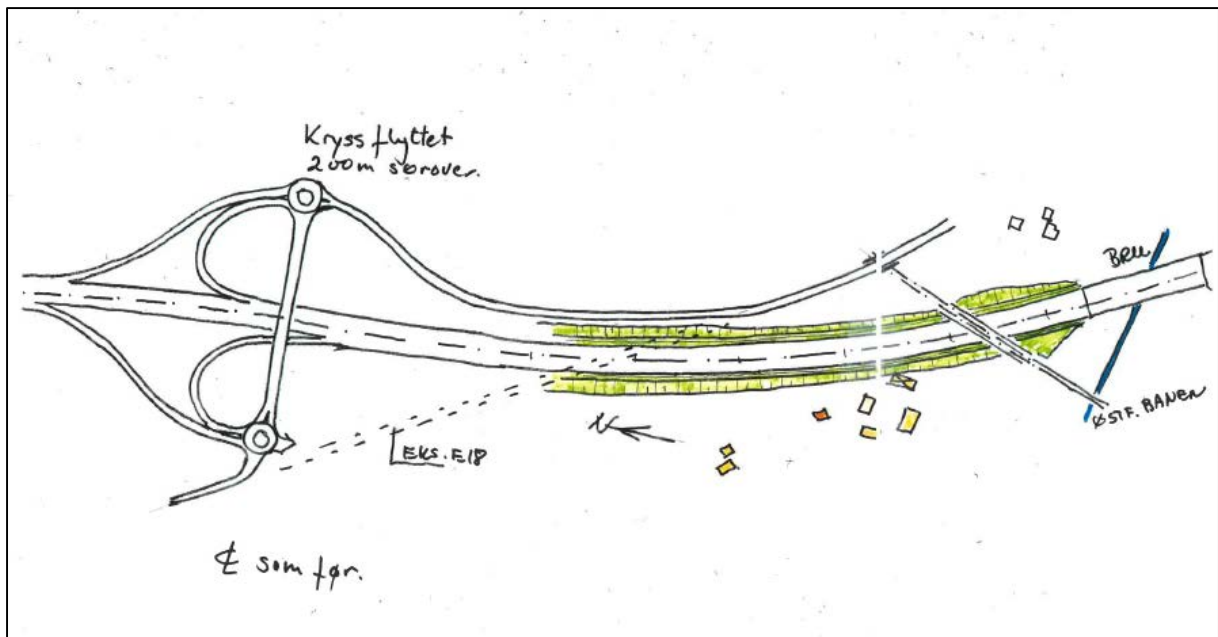 Kryss flyttet
200m sørover.
BRU
ØSTF. BANEN
N
EKS. E18
℄ som før.